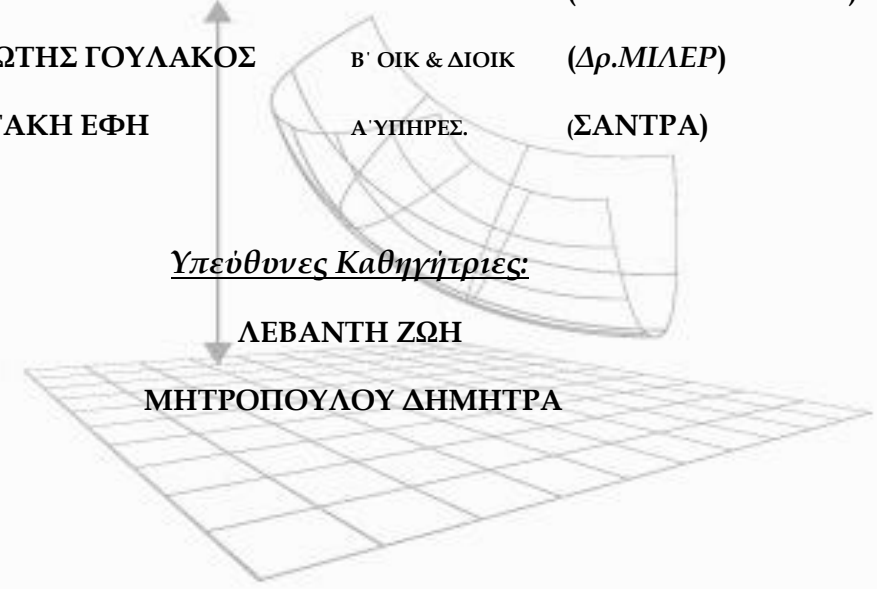 ΩΤΗΣ ΓΟΥΛΑΚΟΣ Β΄ ΟΙΚ & ΔΙΟΙΚ (Δρ.ΜΙΛΕΡ)
ΑΚΗ ΕΦΗ Α΄ΥΠΗΡΕΣ. (ΣΑΝΤΡΑ)
Υπεύθυνες Καθηγήτριες:
ΛΕΒΑΝΤΗ ΖΩΗ
ΜΗΤΡΟΠΟΥΛΟΥ ΔΗΜΗΤΡΑ